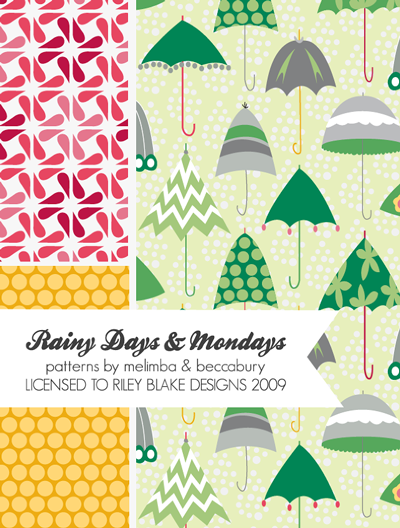 Rainy Days & Mondays
patterns by melimba & beccabury
LICENSED TO RILEY BLAKE DESIGNS 2009